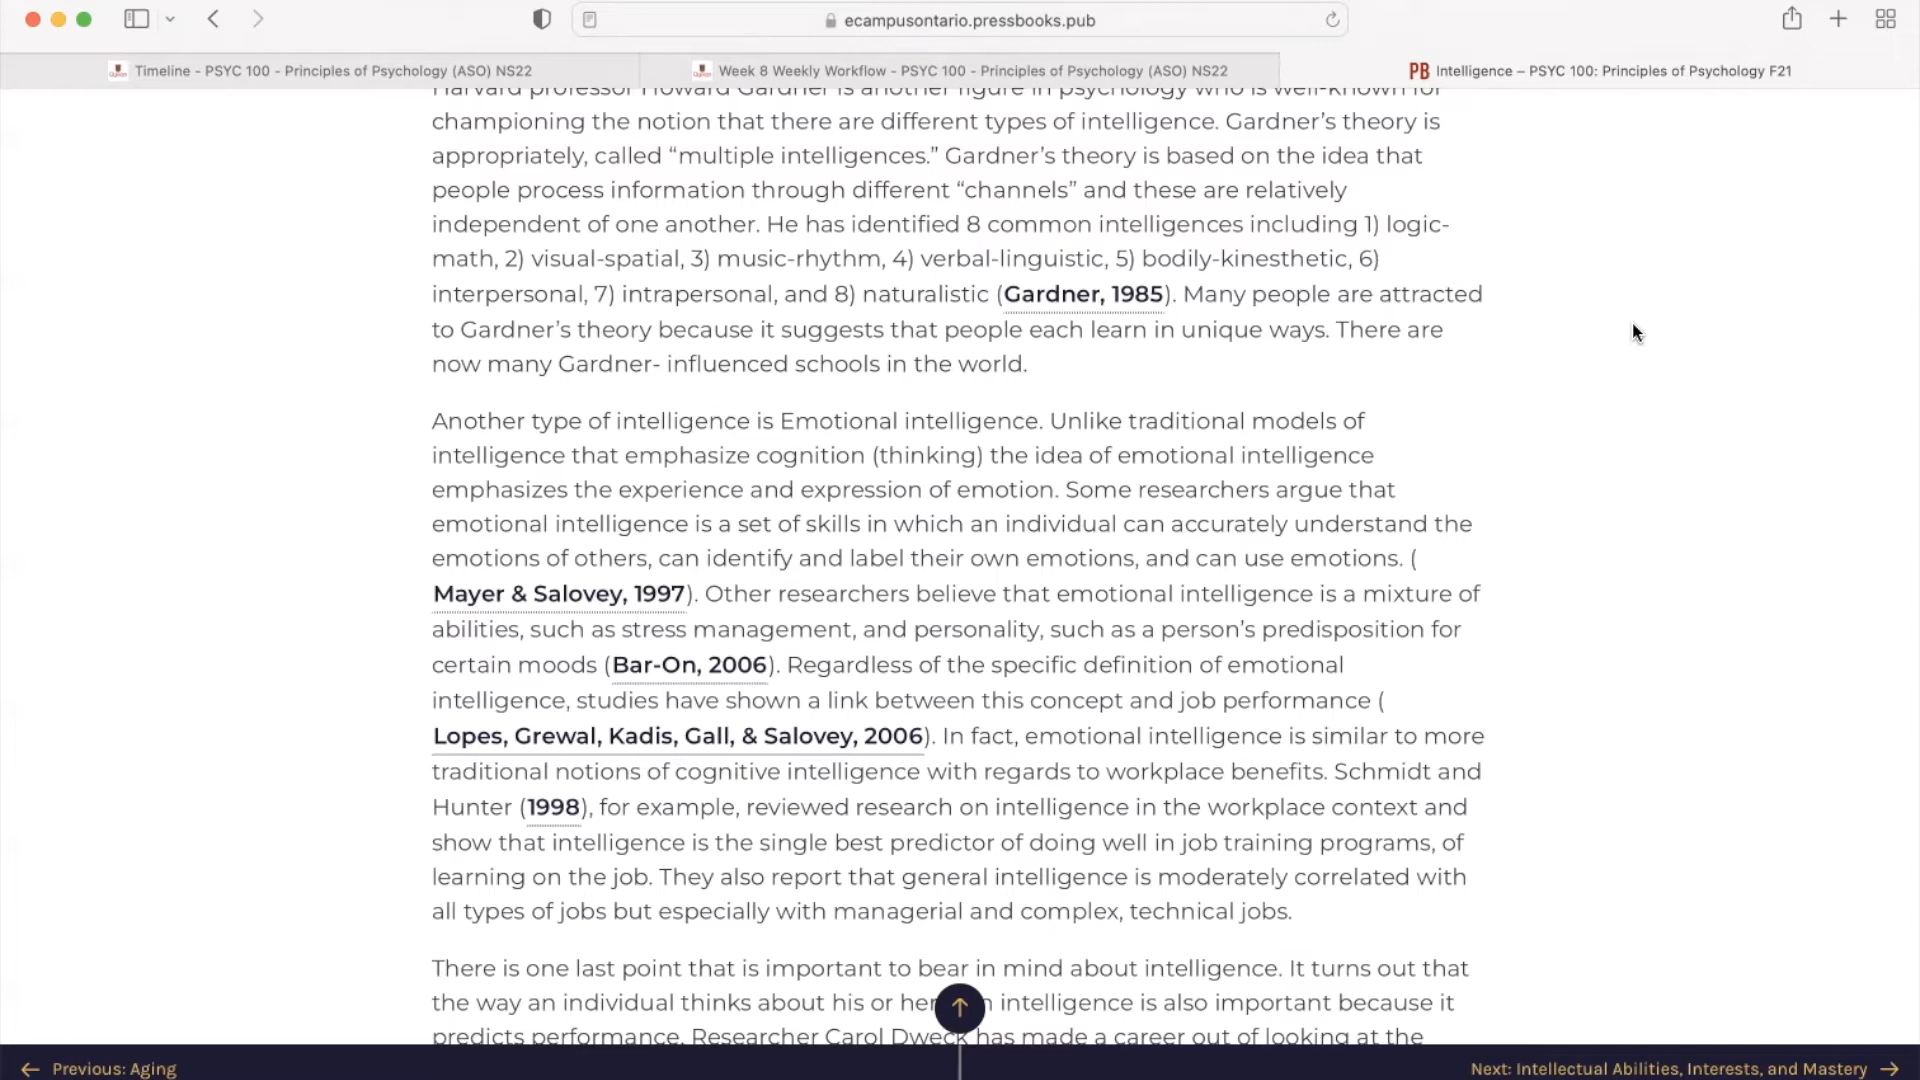 ecampusontario.pressbooks.pub
Timeline - PSYC 100 - Principles of Psychology (ASO) NS22
Week 8 Weekly Workflow - PSYC 100 - Principles of Psychology (ASO) NS22
PB Intelligence – PSYC 100: Principles of Psychology F21
Harvard professor Howard Gardner is another figure in psychology who is well-known for
championing the notion that there are different types of intelligence. Gardner’s theory is
appropriately, called “multiple intelligences.” Gardner’s theory is based on the idea that
people process information through different “channels” and these are relatively
independent of one another. He has identified 8 common intelligences including 1) logic-
math, 2) visual-spatial, 3) music-rhythm, 4) verbal-linguistic, 5) bodily-kinesthetic, 6)
interpersonal, 7) intrapersonal, and 8) naturalistic (Gardner, 1985). Many people are attracted
to Gardner’s theory because it suggests that people each learn in unique ways. There are
now many Gardner- influenced schools in the world.
Another type of intelligence is Emotional intelligence. Unlike traditional models of
intelligence that emphasize cognition (thinking) the idea of emotional intelligence
emphasizes the experience and expression of emotion. Some researchers argue that
emotional intelligence is a set of skills in which an individual can accurately understand the
emotions of others, can identify and label their own emotions, and can use emotions. (
Mayer & Salovey, 1997). Other researchers believe that emotional intelligence is a mixture of
abilities, such as stress management, and personality, such as a person’s predisposition for
certain moods (Bar-On, 2006). Regardless of the specific definition of emotional
intelligence, studies have shown a link between this concept and job performance (
Lopes, Grewal, Kadis, Gall, & Salovey, 2006). In fact, emotional intelligence is similar to more
traditional notions of cognitive intelligence with regards to workplace benefits. Schmidt and
Hunter (1998), for example, reviewed research on intelligence in the workplace context and
show that intelligence is the single best predictor of doing well in job training programs, of
learning on the job. They also report that general intelligence is moderately correlated with
all types of jobs but especially with managerial and complex, technical jobs.
There is one last point that is important to bear in mind about intelligence. It turns out that
the way an individual thinks about his or her intelligence is also important because it
predicts performance. Researcher Carol Dweck has made a career out of looking at the
Previous: Aging
Next: Intellectual Abilities, Interests, and Mastery